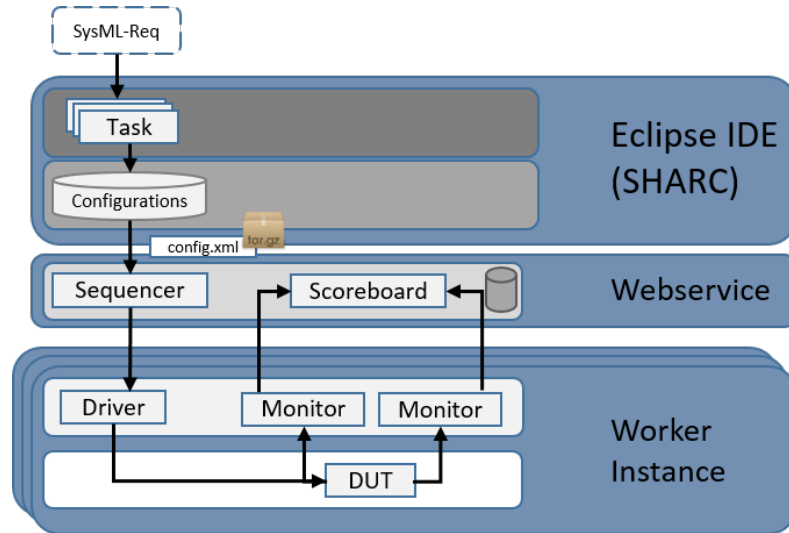 SysML-Req
Task
Eclipse IDE
(SHARC)
Configurations
config.xml
tar.gz
Sequencer
Scoreboard
Webservice
Driver
Monitor
Monitor
Worker
Instance
DUT